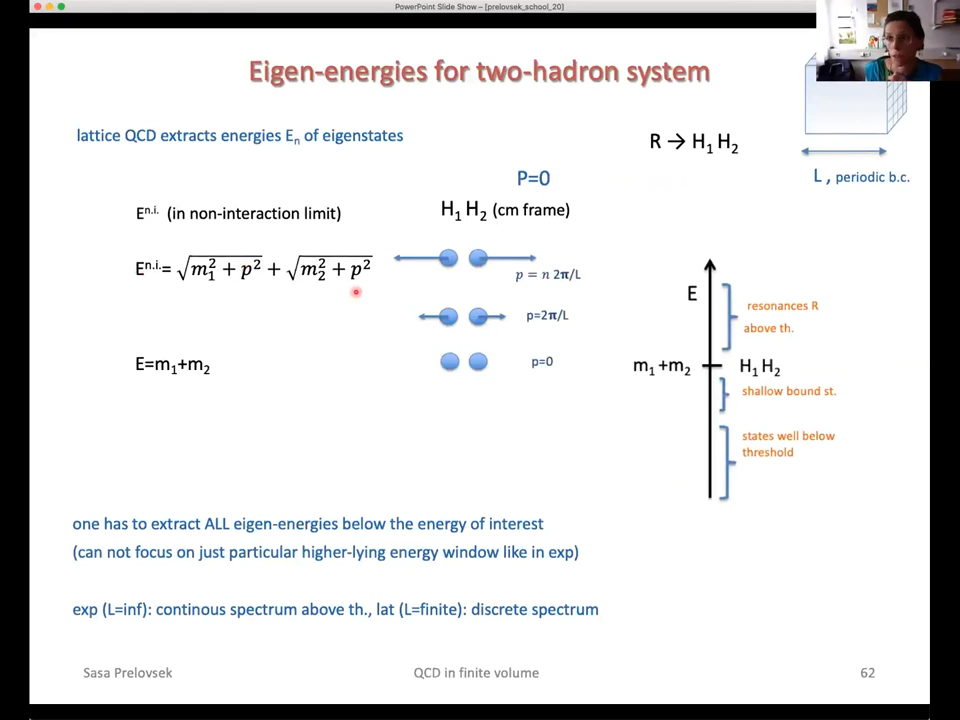 PowerPoint Slide Show – [prelovsek_school_20]
Eigen-energies for two-hadron system
lattice QCD extracts energies Eₙ of eigenstates
R → H₁ H₂
L , periodic b.c.
P=0
Eⁿ·ⁱ· (in non-interaction limit)
H₁ H₂ (cm frame)
Eⁿ·ⁱ·= √(m₁² + p²) + √(m₂² + p²)
p = n 2π/L
p=2π/L
E=m₁+m₂
p=0
E
resonances R
above th.
m₁ +m₂
H₁ H₂
shallow bound st.
states well below
threshold
one has to extract ALL eigen-energies below the energy of interest
(can not focus on just particular higher-lying energy window like in exp)
exp (L=inf): continous spectrum above th., lat (L=finite): discrete spectrum
Sasa Prelovsek
QCD in finite volume
62